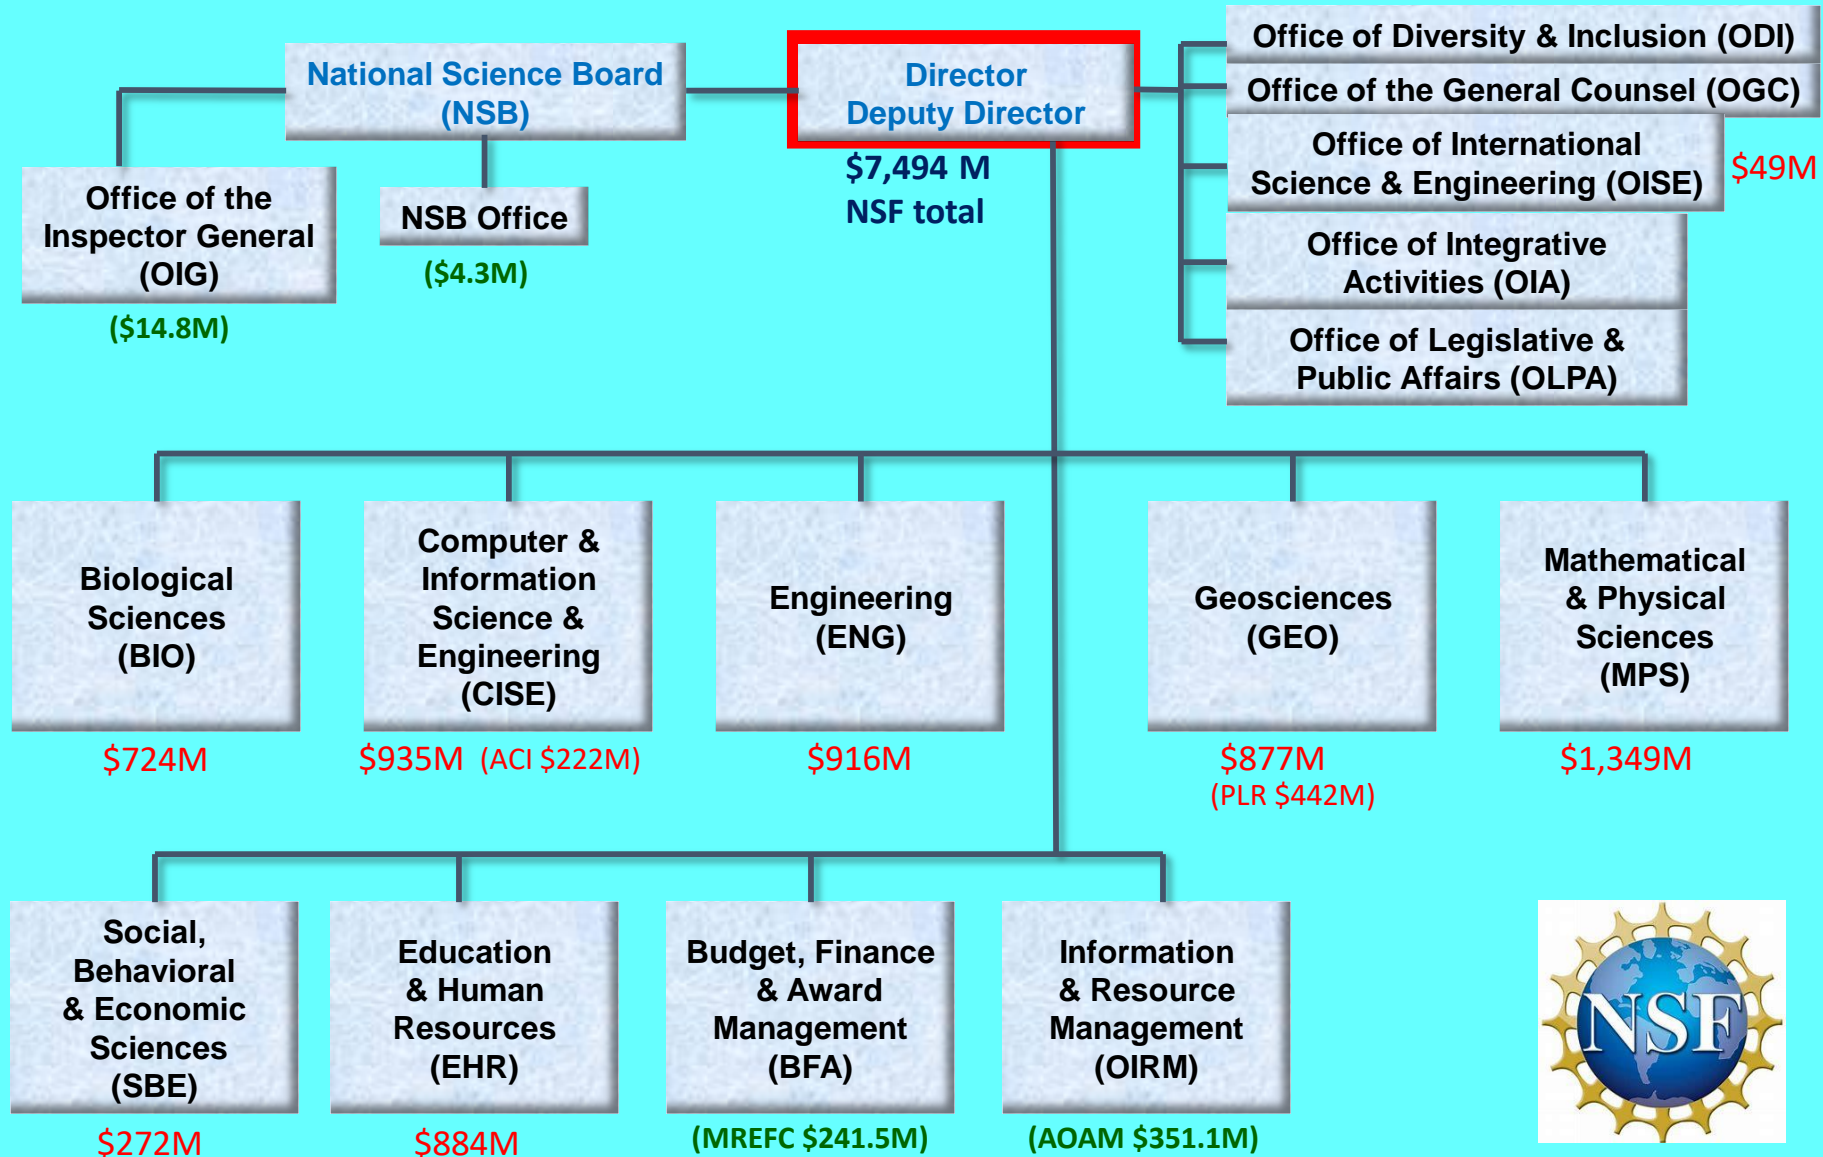 National Science Board
(NSB)
Director
Deputy Director
$7,494 M
NSF total
Office of Diversity & Inclusion (ODI)
Office of the General Counsel (OGC)
Office of International
Science & Engineering (OISE)
$49M
Office of Integrative
Activities (OIA)
Office of Legislative &
Public Affairs (OLPA)
Office of the
Inspector General
(OIG)
($14.8M)
NSB Office
($4.3M)
Biological
Sciences
(BIO)
$724M
Computer &
Information
Science &
Engineering
(CISE)
$935M (ACI $222M)
Engineering
(ENG)
$916M
Geosciences
(GEO)
$877M
(PLR $442M)
Mathematical
& Physical
Sciences
(MPS)
$1,349M
Social,
Behavioral
& Economic
Sciences
(SBE)
$272M
Education
& Human
Resources
(EHR)
$884M
Budget, Finance
& Award
Management
(BFA)
(MREFC $241.5M)
Information
& Resource
Management
(OIRM)
(AOAM $351.1M)
NSF